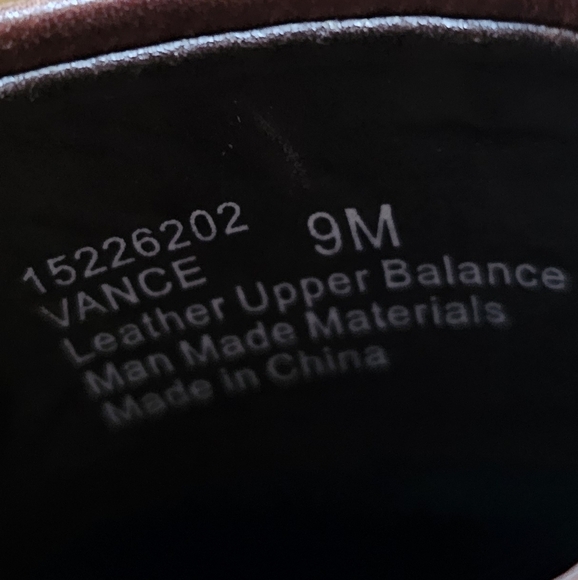 15226202 9M
VANCE
Leather Upper Balance
Man Made Materials
Made in China